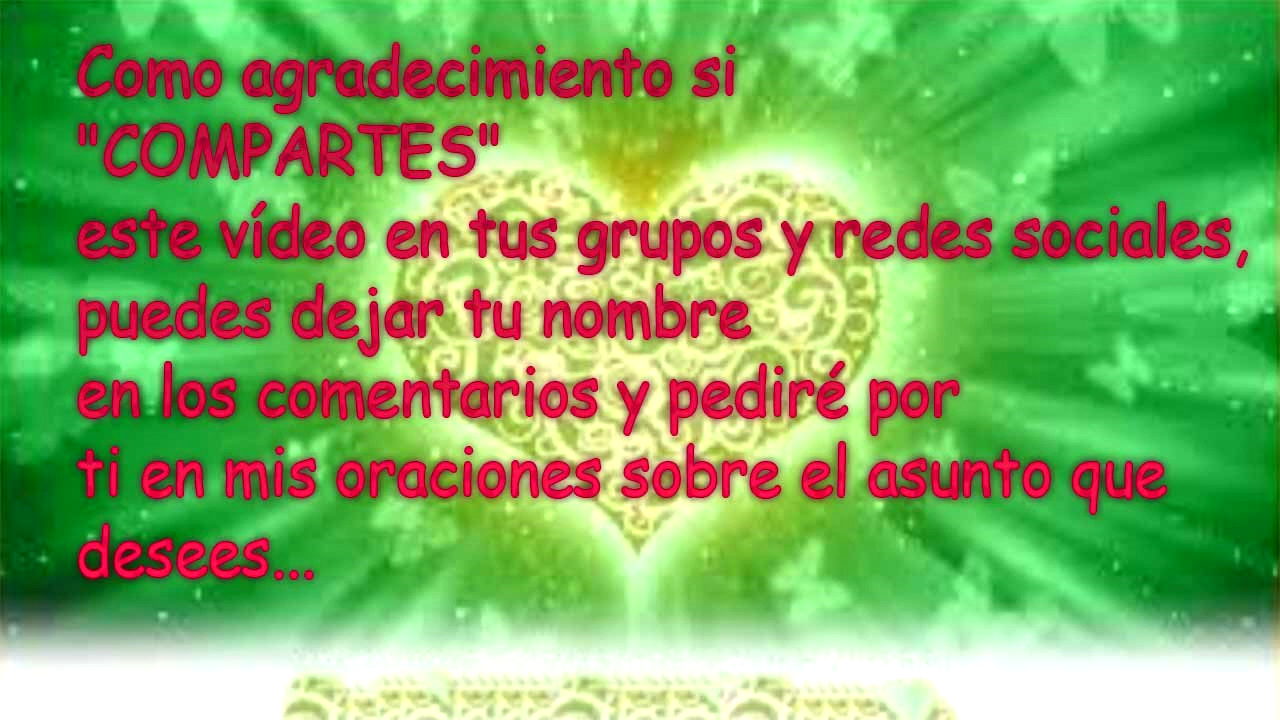 Como agradecimiento si
"COMPARTES"
este vídeo en tus grupos y redes sociales,
puedes dejar tu nombre
en los comentarios y pediré por
ti en mis oraciones sobre el asunto que
desees...